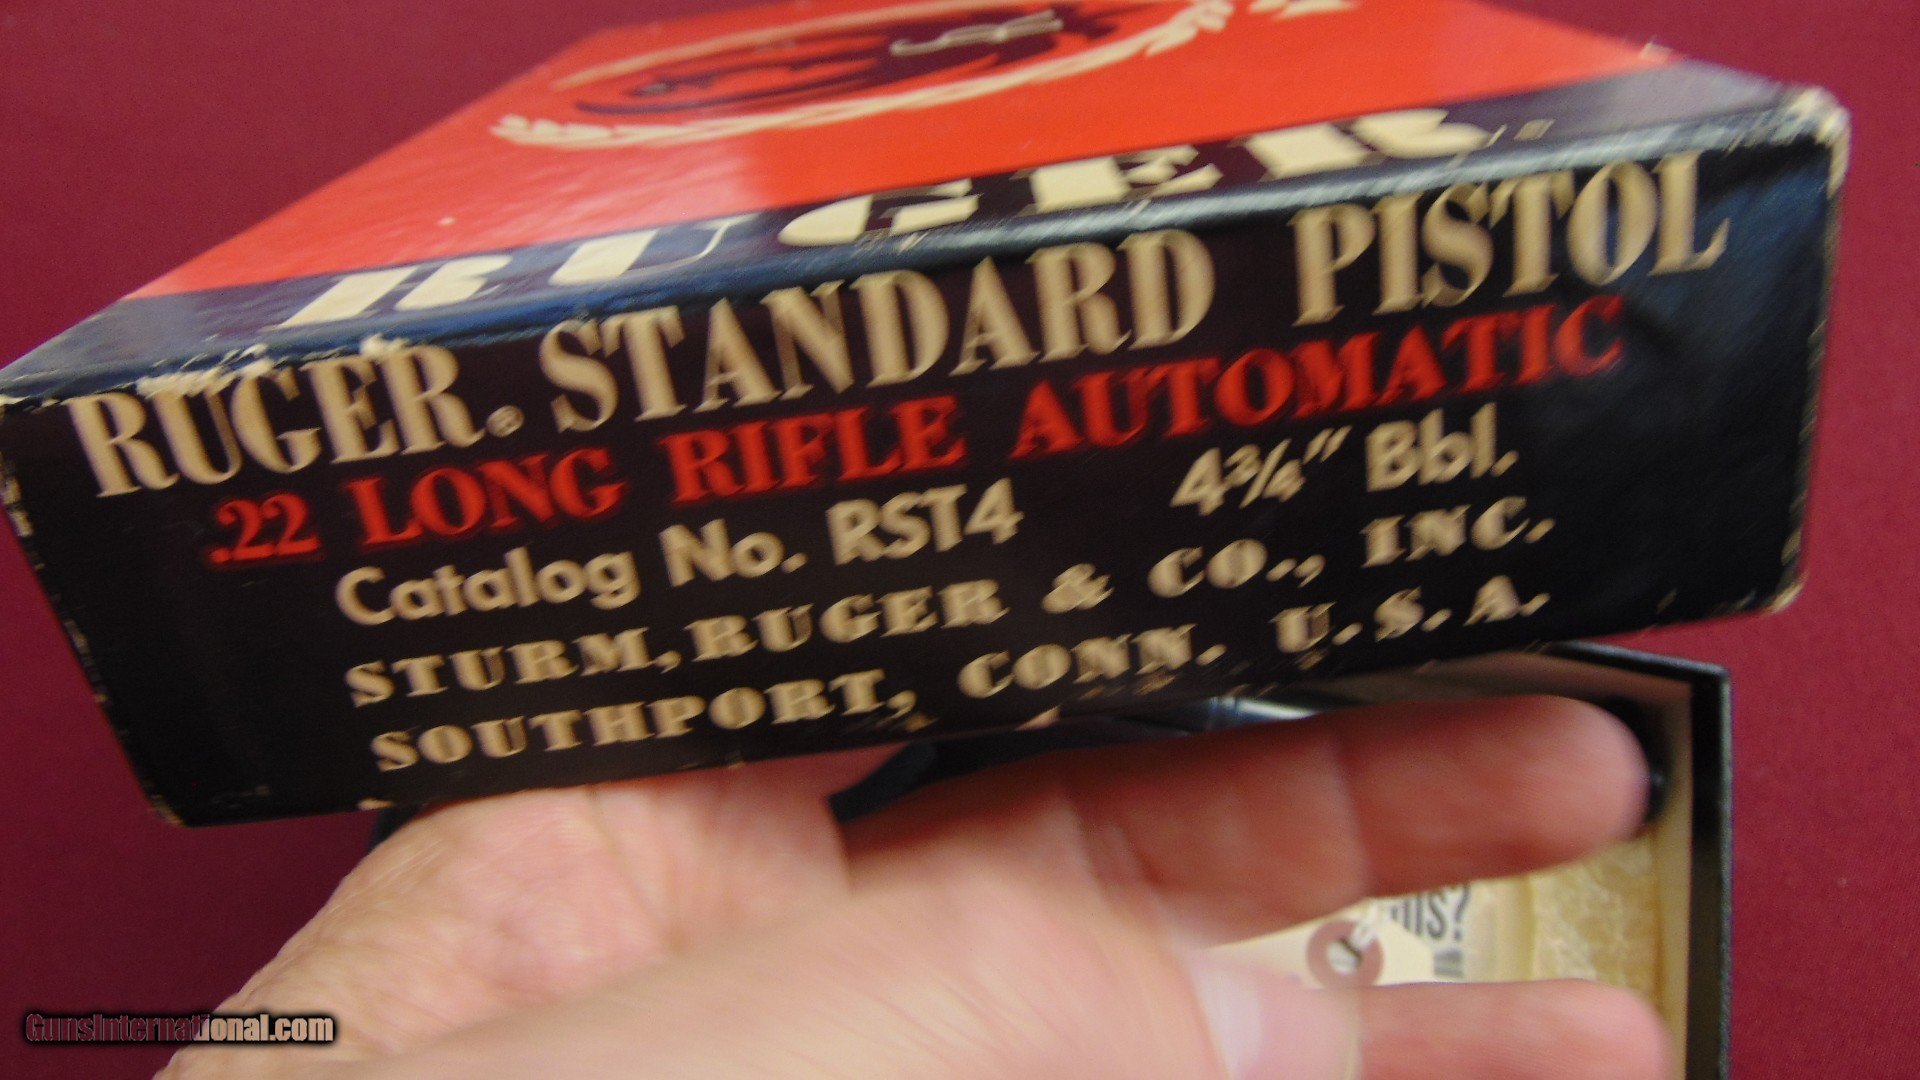 RUGER
RUGER® STANDARD PISTOL
.22 LONG RIFLE AUTOMATIC
Catalog No. RST4 4¾" Bbl.
STURM, RUGER & CO., INC.
SOUTHPORT, CONN. U. S. A.
GunsInternational.com